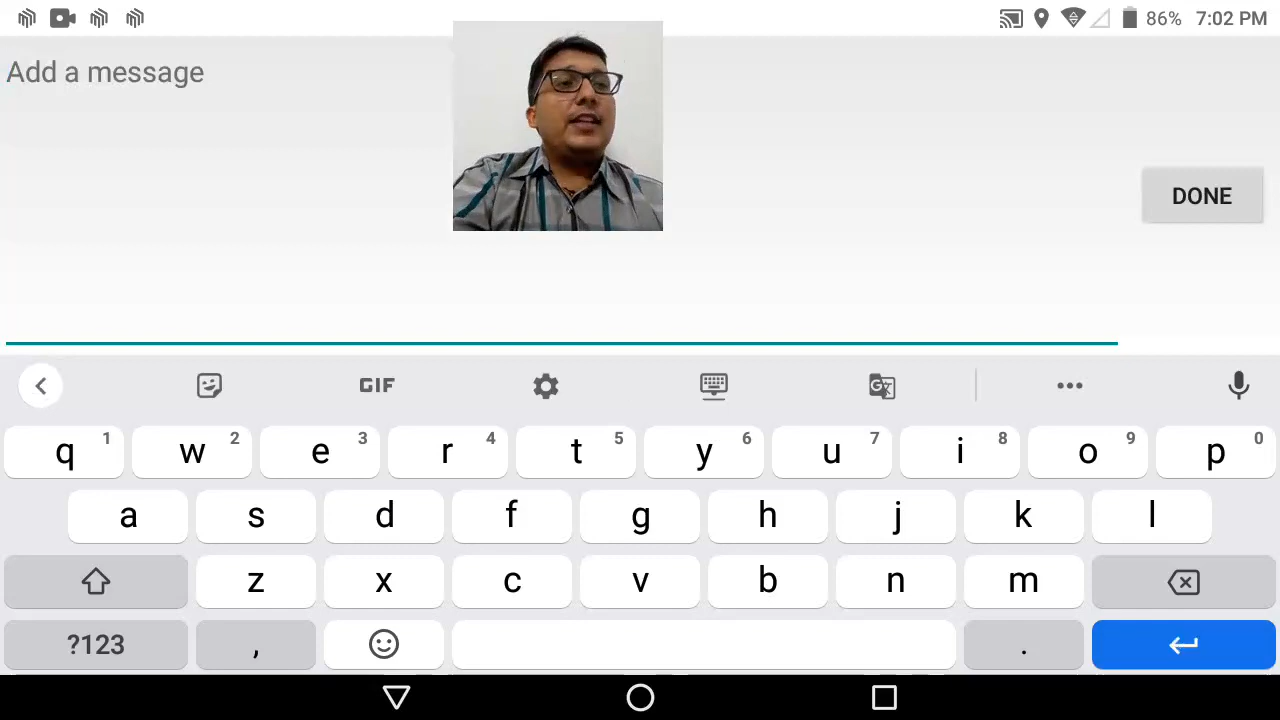 86% 7:02 PM
Add a message
DONE
GIF
q 1 w 2 e 3 r 4 t 5 y 6 u 7 i 8 o 9 p 0
a s d f g h j k l
z x c v b n m
?123 , .